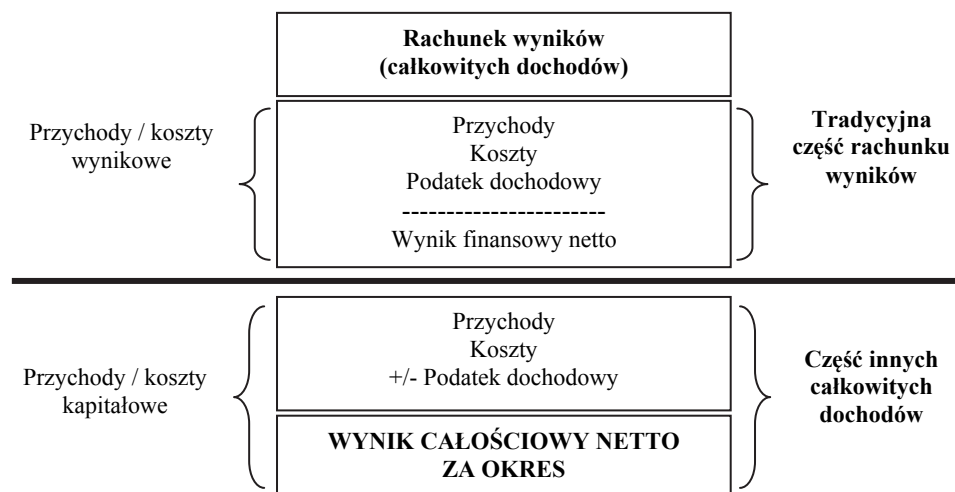 Rachunek wyników
(całkowitych dochodów)
Przychody / koszty
wynikowe
Przychody
Koszty
Podatek dochodowy
-----------------------
Wynik finansowy netto
Tradycyjna
część rachunku
wyników
Przychody / koszty
kapitałowe
Przychody
Koszty
+/- Podatek dochodowy
WYNIK CAŁOŚCIOWY NETTO
ZA OKRES
Część innych
całkowitych
dochodów